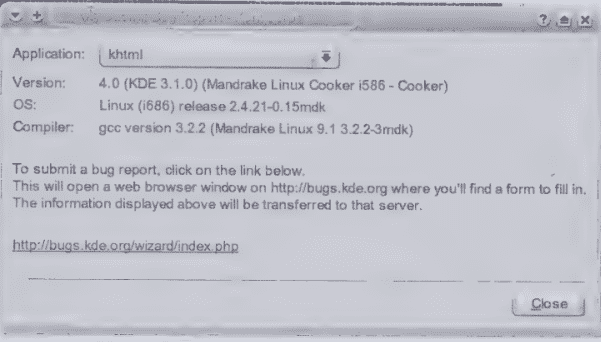 Application: khtml
Version: 4.0 (KDE 3.1.0) (Mandrake Linux Cooker i586 - Cooker)
OS: Linux (i686) release 2.4.21-0.15mdk
Compiler: gcc version 3.2.2 (Mandrake Linux 9.1 3.2.2-3mdk)
To submit a bug report, click on the link below.
This will open a web browser window on http://bugs.kde.org where you'll find a form to fill in.
The information displayed above will be transferred to that server.
http://bugs.kde.org/wizard/index.php
Close